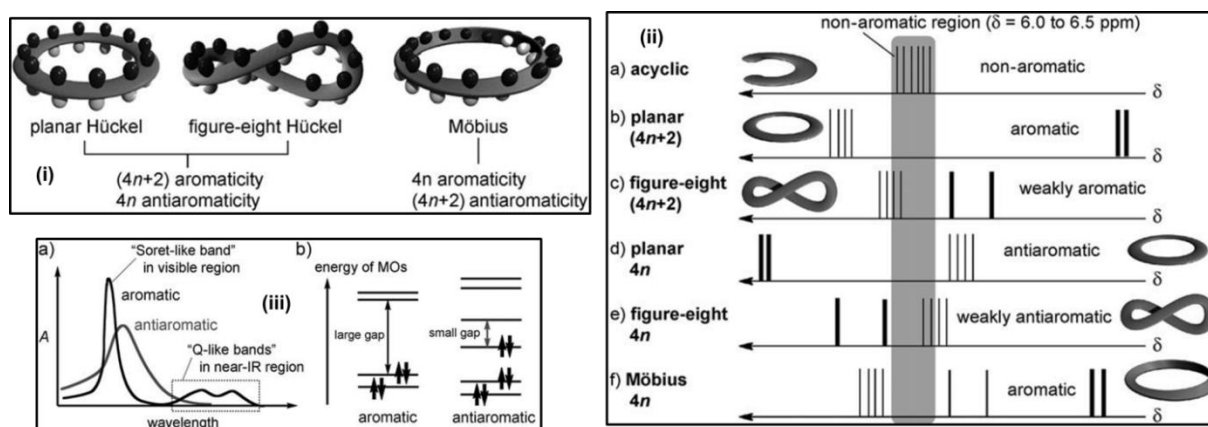 planar Hückel
figure-eight Hückel
Möbius
(i)
(4n+2) aromaticity
4n antiaromaticity
4n aromaticity
(4n+2) antiaromaticity
a)
"Soret-like band"
in visible region
aromatic
antiaromatic
(iii)
A
"Q-like bands"
in near-IR region
wavelength
b)
energy of MOs
large gap
small gap
aromatic
antiaromatic
(ii)
non-aromatic region (δ = 6.0 to 6.5 ppm)
a) acyclic
non-aromatic
δ
b) planar
(4n+2)
aromatic
δ
c) figure-eight
(4n+2)
weakly aromatic
δ
d) planar
4n
antiaromatic
δ
e) figure-eight
4n
weakly antiaromatic
δ
f) Möbius
4n
aromatic
δ